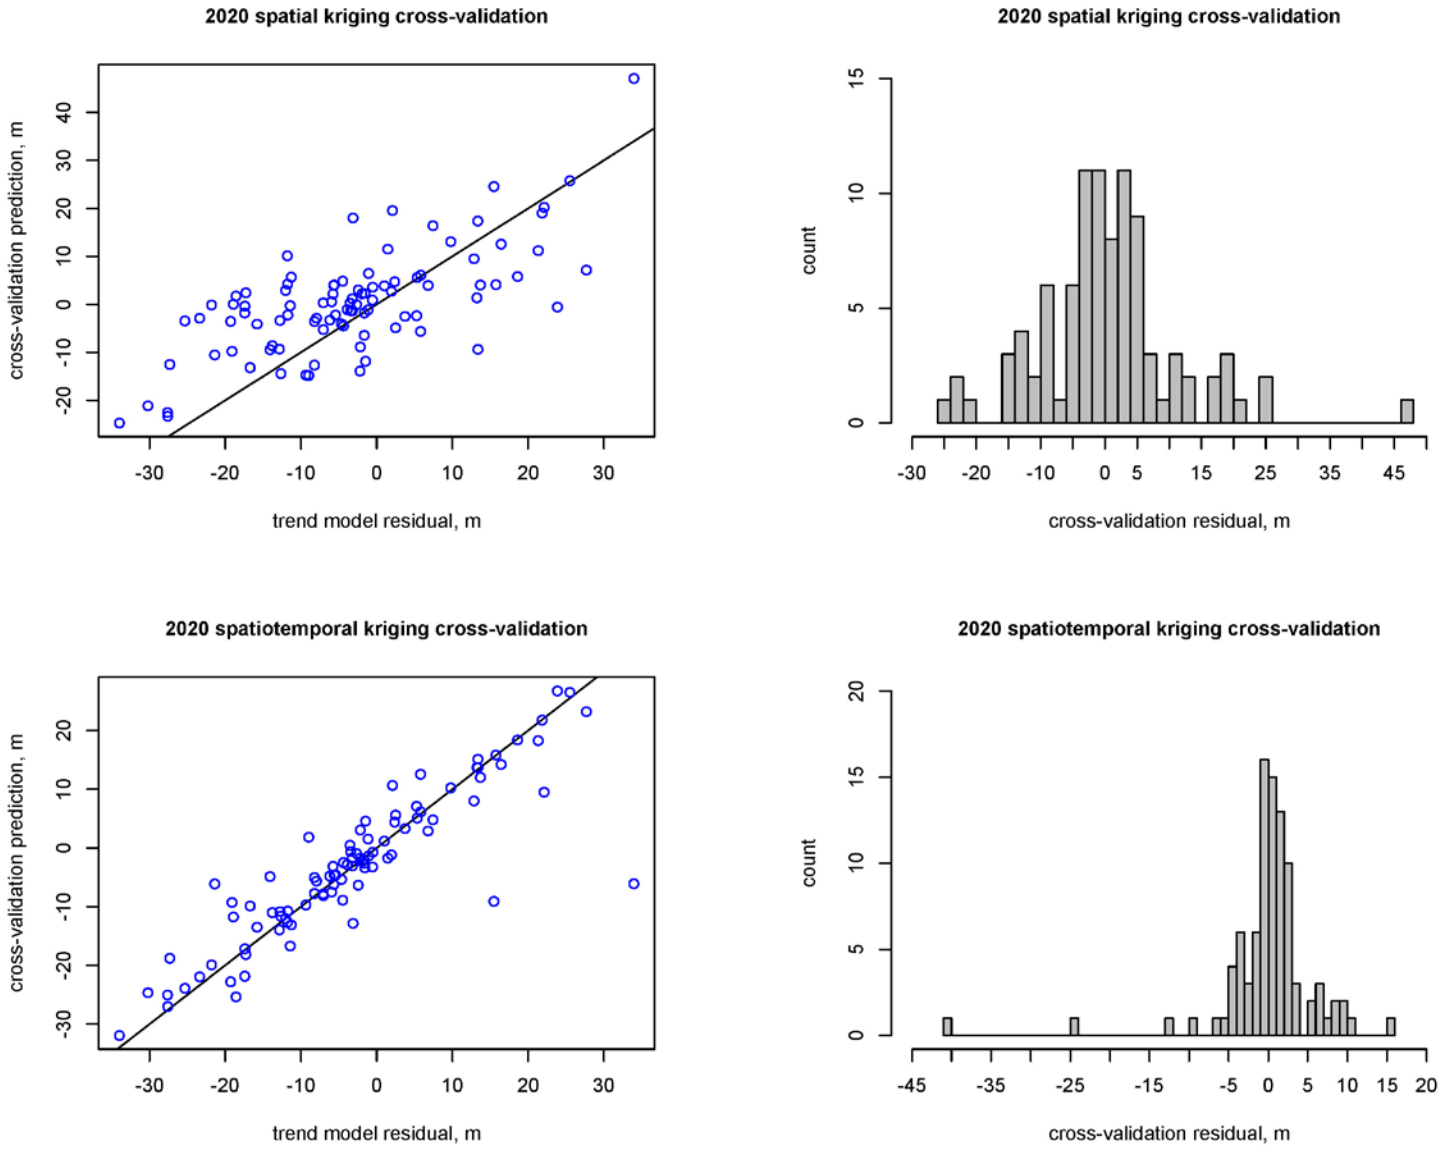 2020 spatial kriging cross-validation
cross-validation prediction, m
40
30
20
10
0
-10
-20
-30 -20 -10 0 10 20 30
trend model residual, m
2020 spatial kriging cross-validation
count
15
10
5
0
-30 -20 -10 0 5 15 25 35 45
cross-validation residual, m
2020 spatiotemporal kriging cross-validation
cross-validation prediction, m
20
10
0
-10
-20
-30
-30 -20 -10 0 10 20 30
trend model residual, m
2020 spatiotemporal kriging cross-validation
count
20
15
10
5
0
-45 -35 -25 -15 -5 0 5 10 15 20
cross-validation residual, m